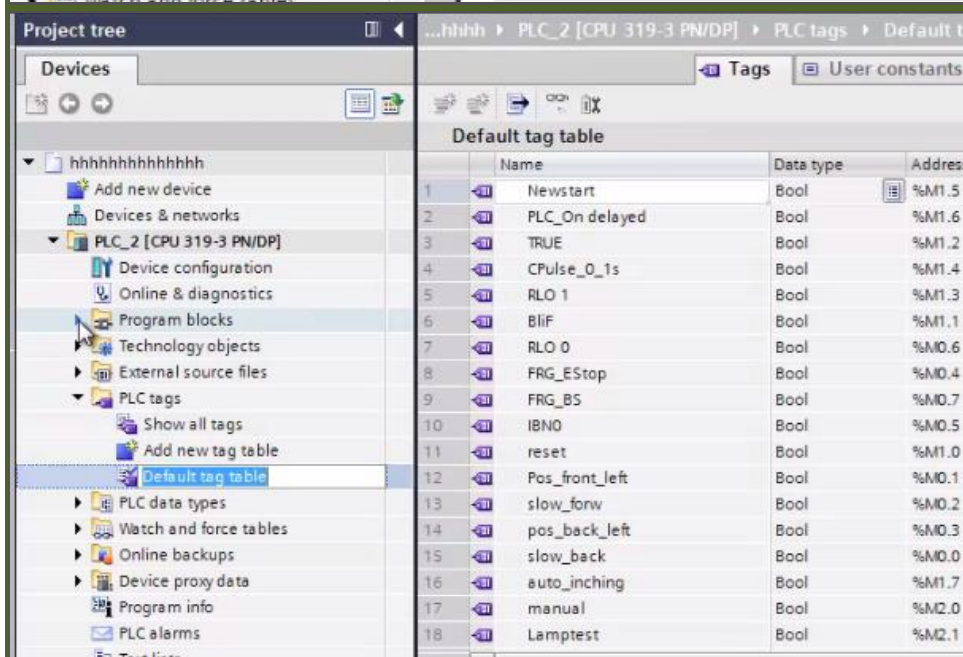 Project tree
...hhhh ▸ PLC_2 [CPU 319-3 PN/DP] ▸ PLC tags ▸ Default t
Devices
Tags
User constants
Default tag table
Name Data type Addres
hhhhhhhhhhhhhh
Add new device
Devices & networks
PLC_2 [CPU 319-3 PN/DP]
Device configuration
Online & diagnostics
Program blocks
Technology objects
External source files
PLC tags
Show all tags
Add new tag table
Default tag table
PLC data types
Watch and force tables
Online backups
Device proxy data
Program info
PLC alarms
1 Newstart Bool %M1.5
2 PLC_On delayed Bool %M1.6
3 TRUE Bool %M1.2
4 CPulse_0_1s Bool %M1.4
5 RLO 1 Bool %M1.3
6 BliF Bool %M1.1
7 RLO 0 Bool %M0.6
8 FRG_EStop Bool %M0.4
9 FRG_BS Bool %M0.7
10 IBN0 Bool %M0.5
11 reset Bool %M1.0
12 Pos_front_left Bool %M0.1
13 slow_forw Bool %M0.2
14 pos_back_left Bool %M0.3
15 slow_back Bool %M0.0
16 auto_inching Bool %M1.7
17 manual Bool %M2.0
18 Lamptest Bool %M2.1